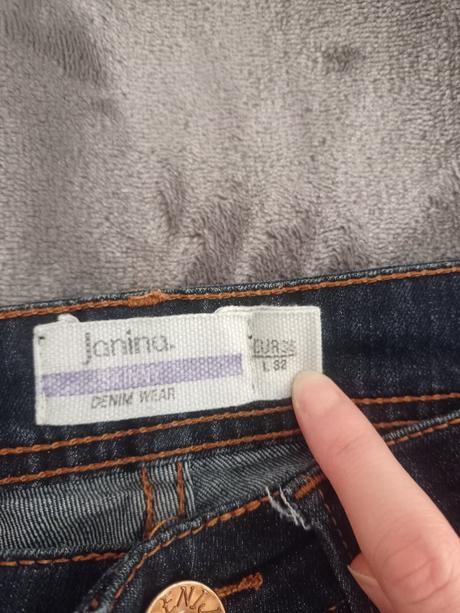 Janina.
DENIM WEAR
EUR 36
L 32